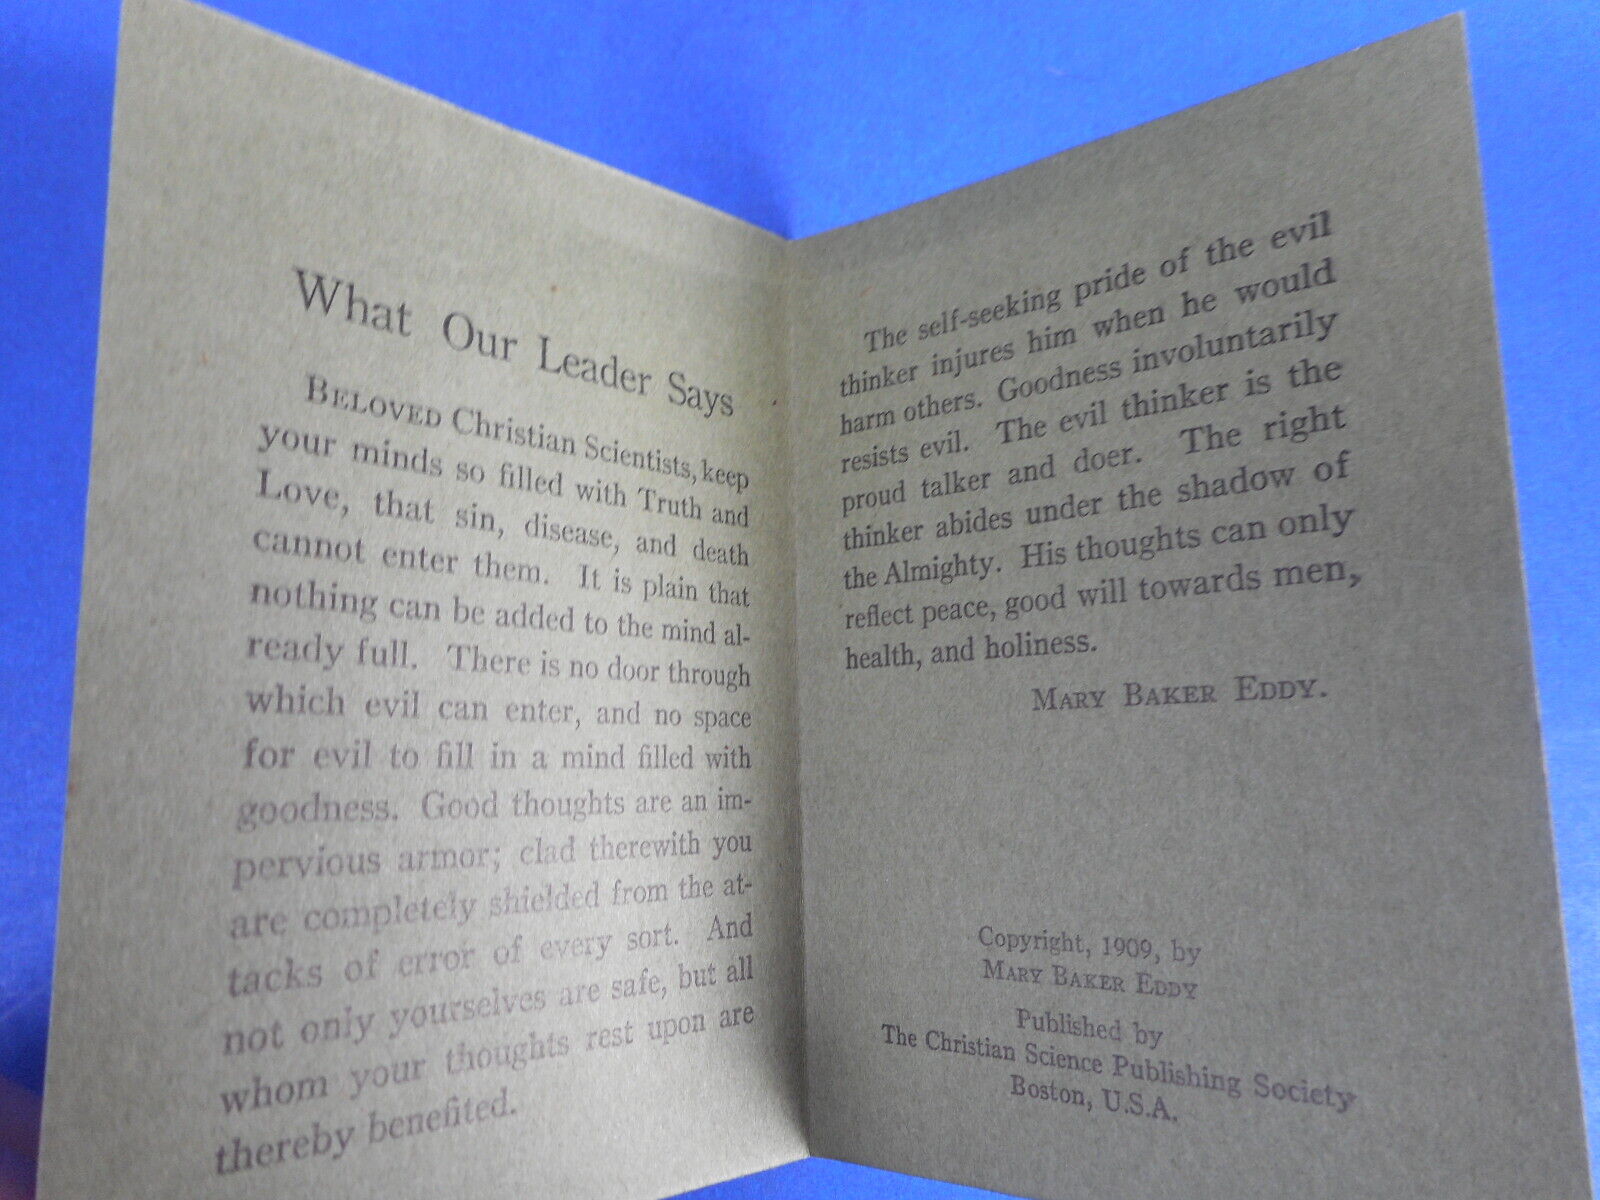 What Our Leader Says
BELOVED Christian Scientists, keep
your minds so filled with Truth and
Love, that sin, disease, and death
cannot enter them. It is plain that
nothing can be added to the mind al-
ready full. There is no door through
which evil can enter, and no space
for evil to fill in a mind filled with
goodness. Good thoughts are an im-
pervious armor; clad therewith you
are completely shielded from the at-
tacks of error of every sort. And
not only yourselves are safe, but all
whom your thoughts rest upon are
thereby benefited.
The self-seeking pride of the evil
thinker injures him when he would
harm others. Goodness involuntarily
resists evil. The evil thinker is the
proud talker and doer. The right
thinker abides under the shadow of
the Almighty. His thoughts can only
reflect peace, good will towards men,
health, and holiness.
MARY BAKER EDDY.
Copyright, 1909, by
MARY BAKER EDDY
Published by
The Christian Science Publishing Society
Boston, U.S.A.